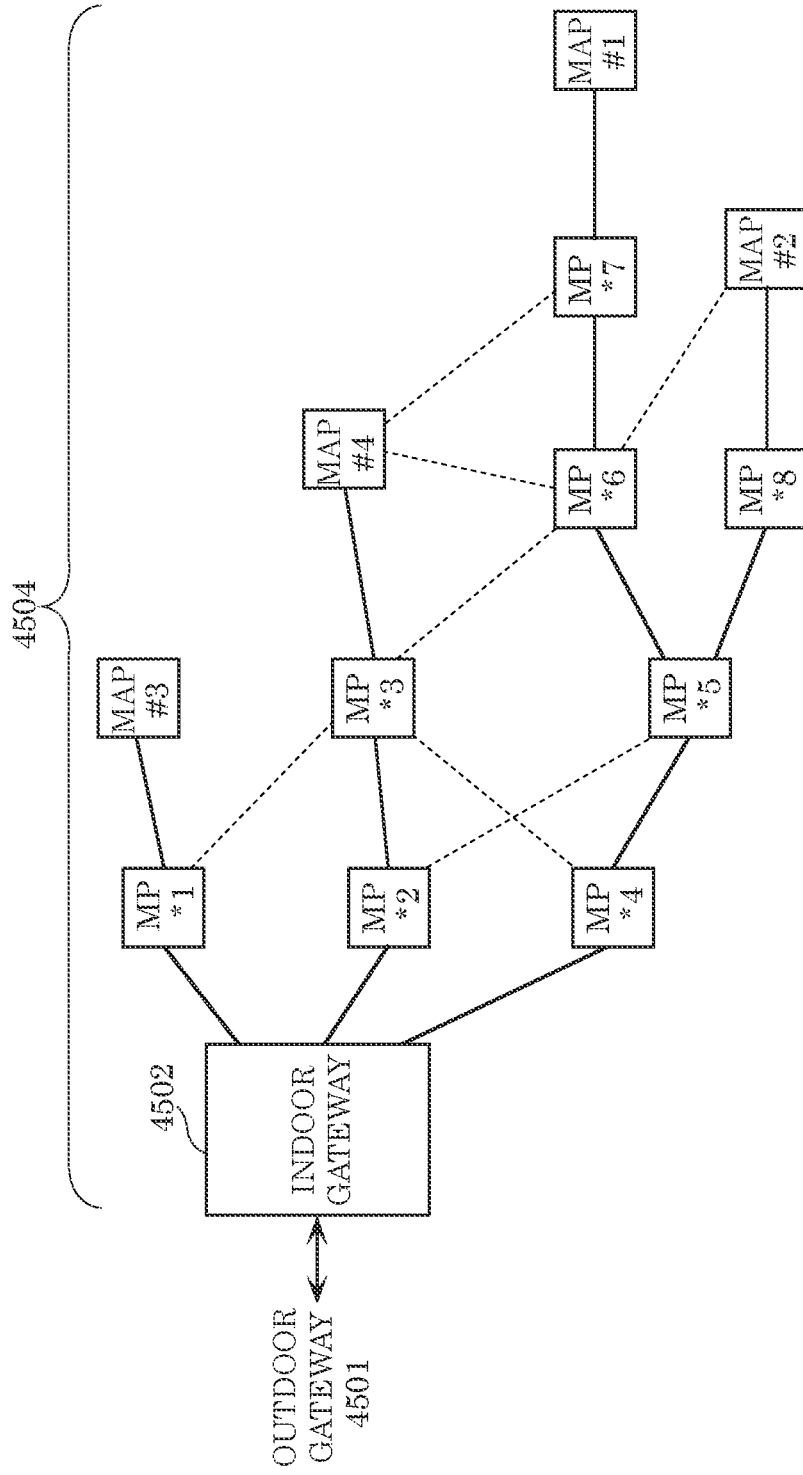 4504
4502
OUTDOOR
GATEWAY
4501
INDOOR
GATEWAY
MP
*1
MAP
#3
MP
*2
MP
*3
MAP
#4
MP
*4
MP
*5
MP
*6
MP
*7
MAP
#1
MP
*8
MAP
#2